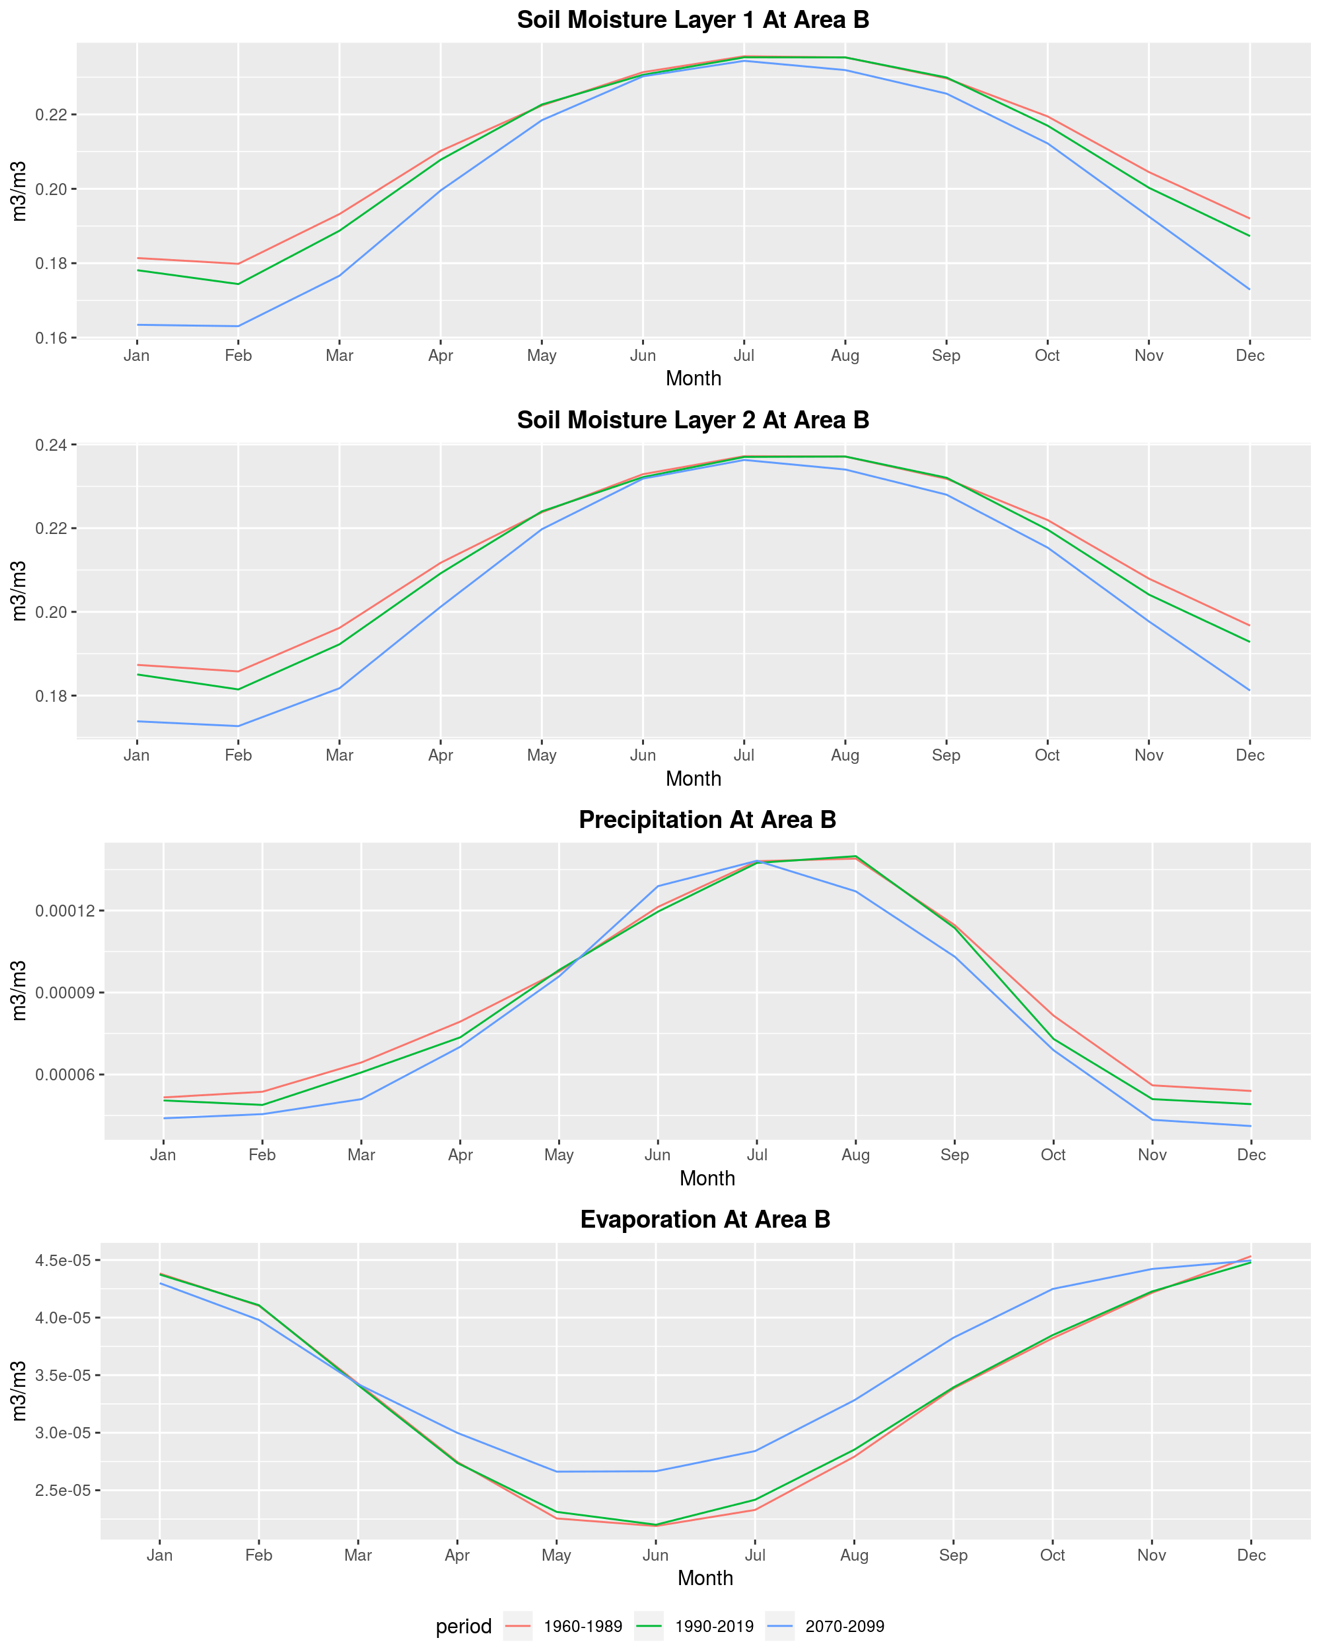 Soil Moisture Layer 1 At Area B
m3/m3
0.22
0.20
0.18
0.16
Jan Feb Mar Apr May Jun Jul Aug Sep Oct Nov Dec
Month
Soil Moisture Layer 2 At Area B
m3/m3
0.24
0.22
0.20
0.18
Jan Feb Mar Apr May Jun Jul Aug Sep Oct Nov Dec
Month
Precipitation At Area B
m3/m3
0.00012
0.00009
0.00006
Jan Feb Mar Apr May Jun Jul Aug Sep Oct Nov Dec
Month
Evaporation At Area B
m3/m3
4.5e-05
4.0e-05
3.5e-05
3.0e-05
2.5e-05
Jan Feb Mar Apr May Jun Jul Aug Sep Oct Nov Dec
Month
period 1960-1989 1990-2019 2070-2099